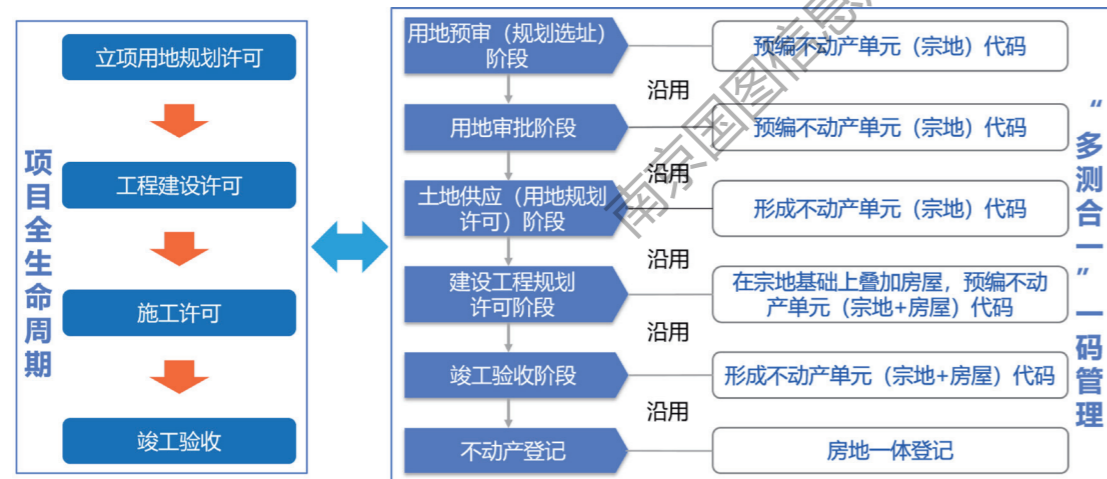 项目全生命周期
立项用地规划许可
工程建设许可
施工许可
竣工验收
用地预审（规划选址）
阶段
预编不动产单元（宗地）代码
沿用
用地审批阶段
预编不动产单元（宗地）代码
沿用
土地供应（用地规划
许可）阶段
形成不动产单元（宗地）代码
沿用
建设工程规划
许可阶段
在宗地基础上叠加房屋，预编不动
产单元（宗地+房屋）代码
沿用
竣工验收阶段
形成不动产单元（宗地+房屋）代码
沿用
不动产登记
房地一体登记
“多测合一”一码管理
南京国图信息